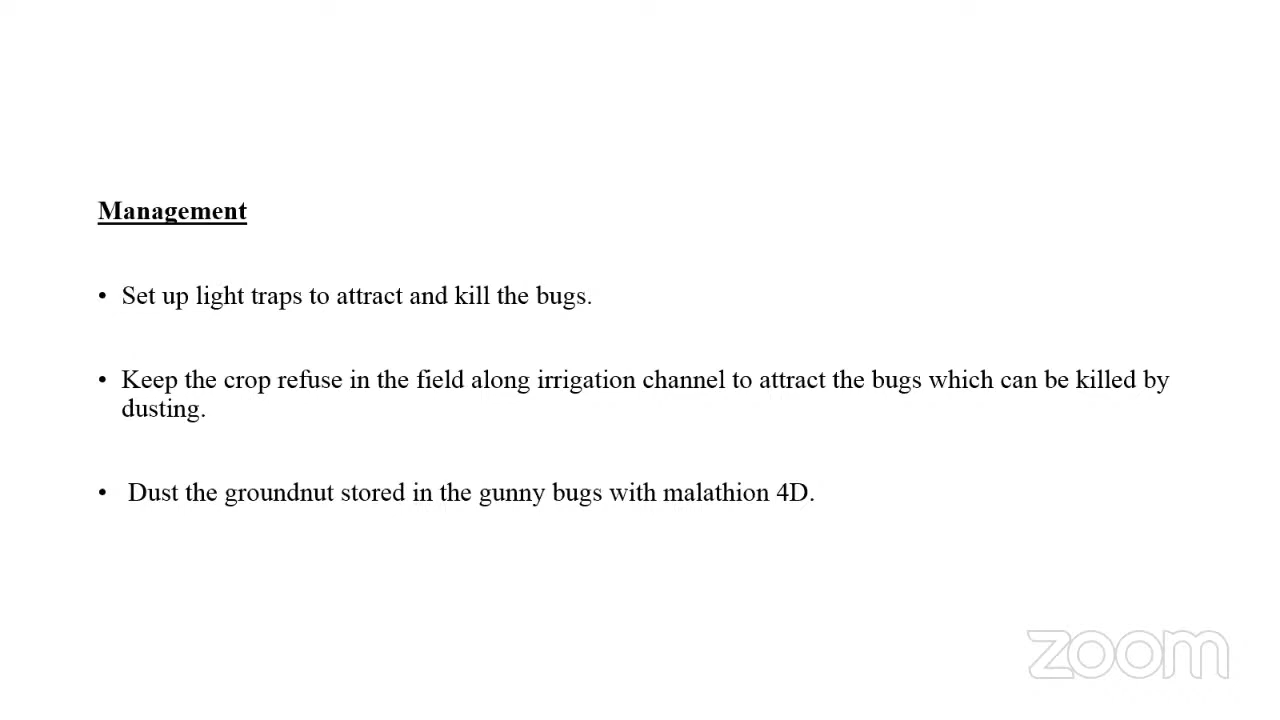 Management
• Set up light traps to attract and kill the bugs.
• Keep the crop refuse in the field along irrigation channel to attract the bugs which can be killed by
dusting.
• Dust the groundnut stored in the gunny bugs with malathion 4D.
zoom